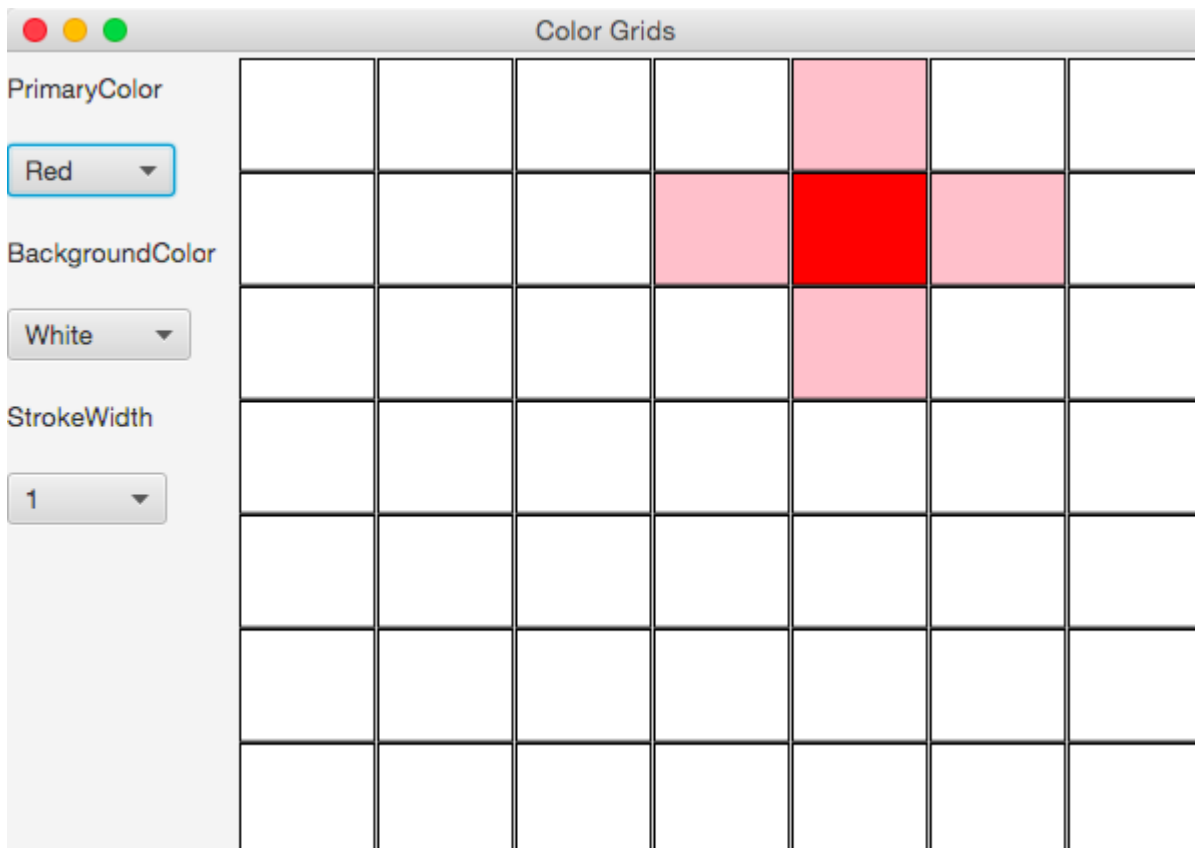 Color Grids
PrimaryColor
Red
BackgroundColor
White
StrokeWidth
1